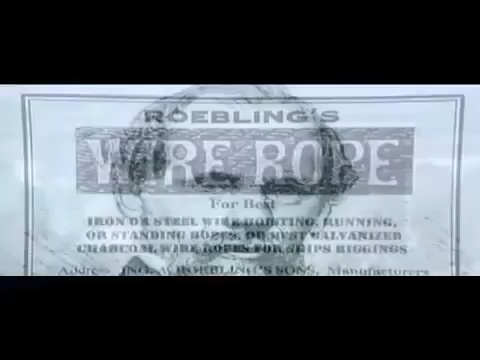 ROEBLING'S
WIRE ROPE
For Best
IRON OR STEEL WIRE HOISTING, RUNNING,
OR STANDING ROPES, OR BEST GALVANIZED
CHARCOAL WIRE ROPES FOR SHIPS RIGGINGS
Address JNO. A. ROEBLING'S SONS, Manufacturers